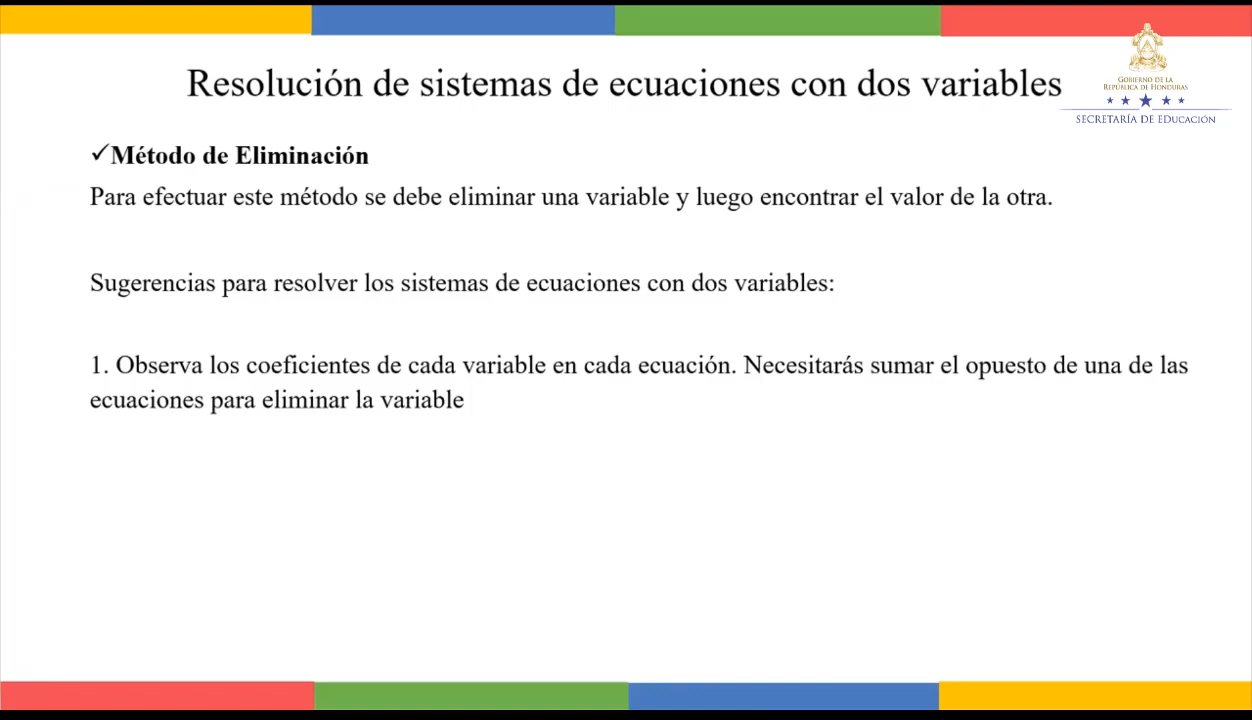 Resolución de sistemas de ecuaciones con dos variables
GOBIERNO DE LA
REPÚBLICA DE HONDURAS
SECRETARÍA DE EDUCACIÓN
✓Método de Eliminación
Para efectuar este método se debe eliminar una variable y luego encontrar el valor de la otra.
Sugerencias para resolver los sistemas de ecuaciones con dos variables:
1. Observa los coeficientes de cada variable en cada ecuación. Necesitarás sumar el opuesto de una de las
ecuaciones para eliminar la variable